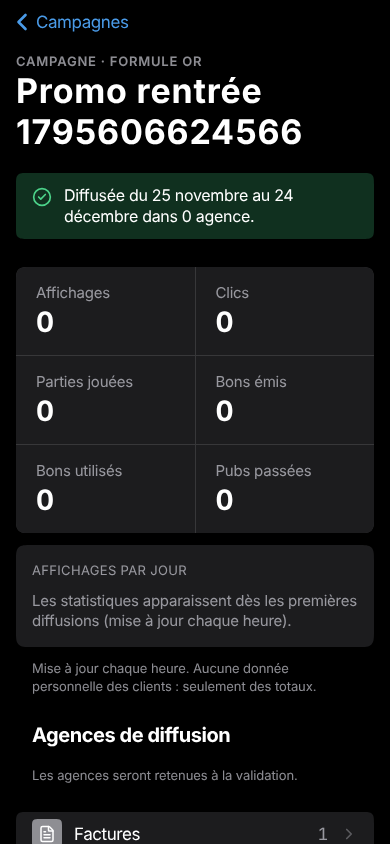 Campagnes
CAMPAGNE · FORMULE OR
Promo rentrée
1795606624566
Diffusée du 25 novembre au 24
décembre dans 0 agence.
Affichages
0
Clics
0
Parties jouées
0
Bons émis
0
Bons utilisés
0
Pubs passées
0
AFFICHAGES PAR JOUR
Les statistiques apparaissent dès les premières
diffusions (mise à jour chaque heure).
Mise à jour chaque heure. Aucune donnée
personnelle des clients : seulement des totaux.
Agences de diffusion
Les agences seront retenues à la validation.
Factures 1